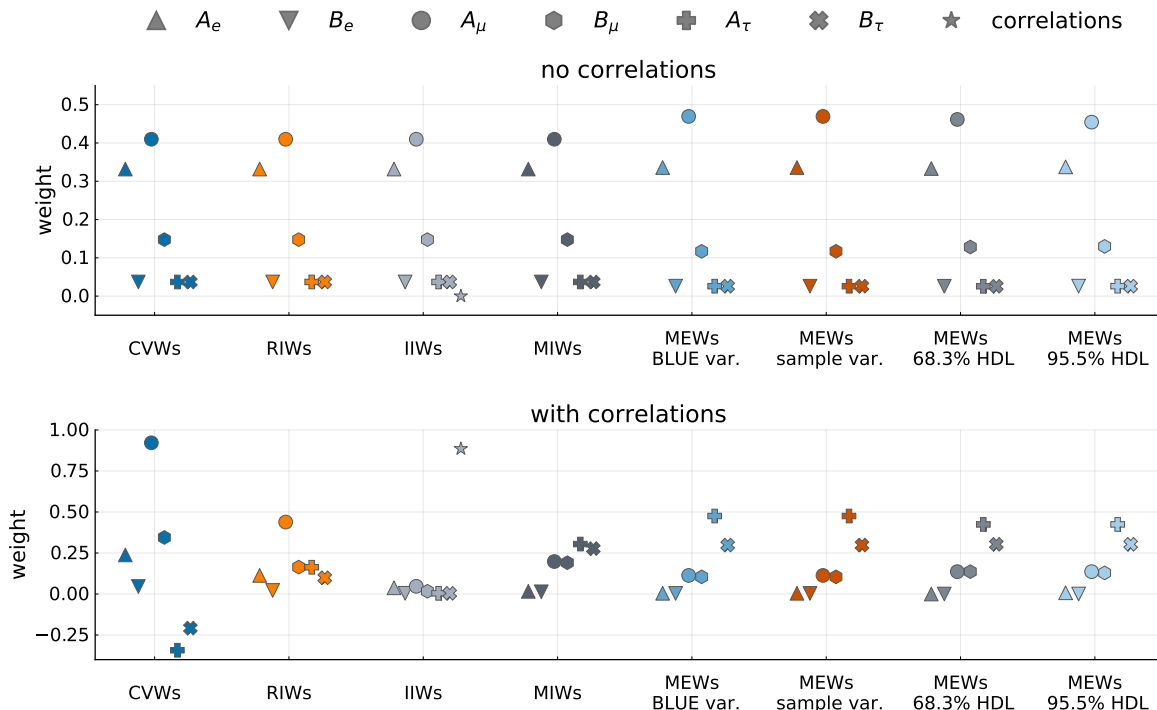 A_e B_e A_μ B_μ A_τ B_τ correlations
no correlations
0.5
0.4
0.3
0.2
0.1
0.0
weight
CVWs RIWs IIWs MIWs MEWs BLUE var. MEWs sample var. MEWs 68.3% HDL MEWs 95.5% HDL
with correlations
1.00
0.75
0.50
0.25
0.00
−0.25
weight
CVWs RIWs IIWs MIWs MEWs BLUE var. MEWs sample var. MEWs 68.3% HDL MEWs 95.5% HDL